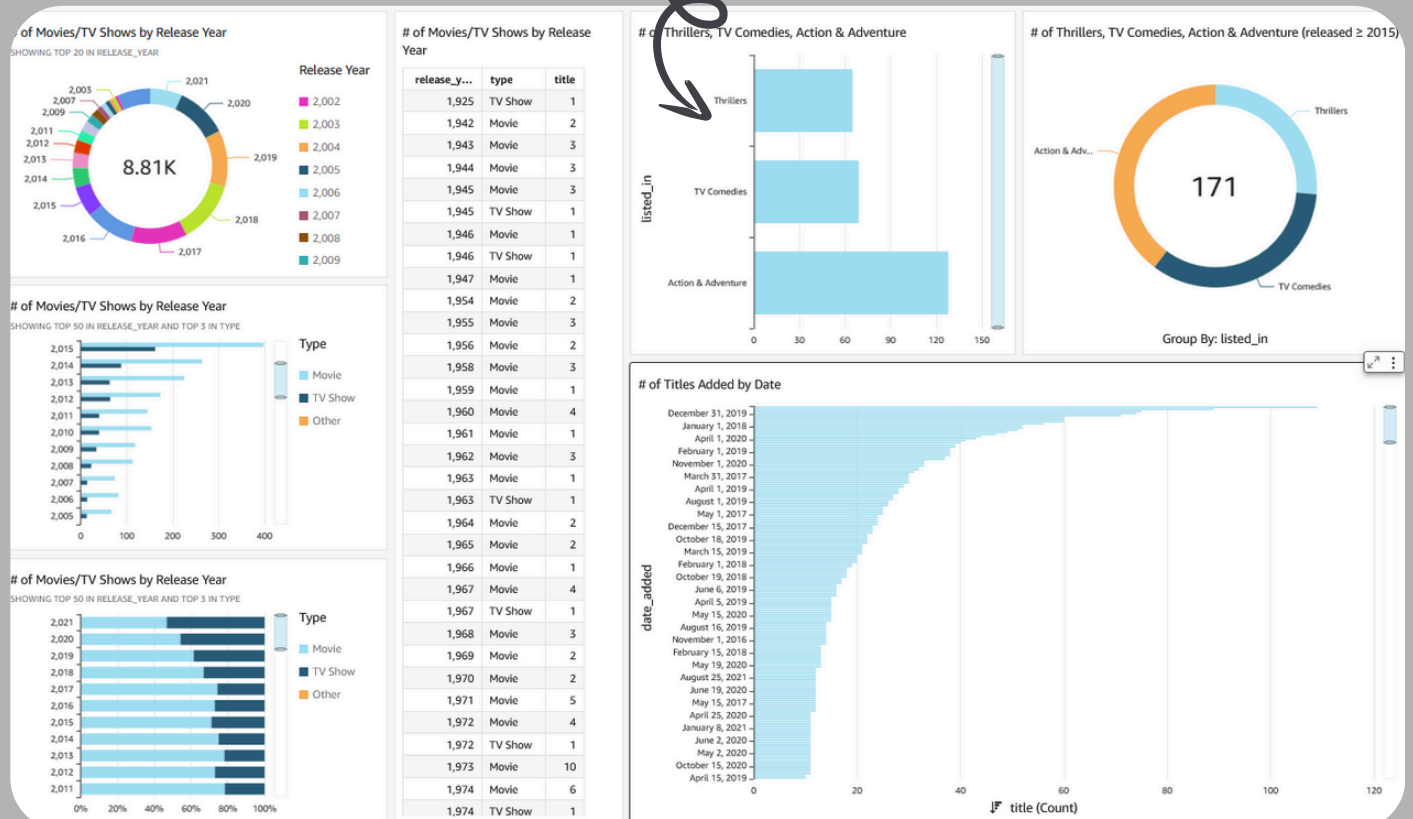 # of Movies/TV Shows by Release Year
SHOWING TOP 20 IN RELEASE_YEAR
Release Year
2,002
2,003
2,004
2,005
2,006
2,007
2,008
2,009
2,021
2,020
2,019
2,018
2,017
2,016
2,015
2,014
2,013
2,012
2,011
2,009
2,007
2,003
8.81K
# of Movies/TV Shows by Release Year
SHOWING TOP 50 IN RELEASE_YEAR AND TOP 3 IN TYPE
2,015
2,014
2,013
2,012
2,011
2,010
2,009
2,008
2,007
2,006
2,005
0 100 200 300 400
Type
Movie
TV Show
Other
# of Movies/TV Shows by Release Year
SHOWING TOP 50 IN RELEASE_YEAR AND TOP 3 IN TYPE
2,021
2,020
2,019
2,018
2,017
2,016
2,015
2,014
2,013
2,012
2,011
0% 20% 40% 60% 80% 100%
Type
Movie
TV Show
Other
# of Movies/TV Shows by Release
Year
release_y... type title
1,925 TV Show 1
1,942 Movie 2
1,943 Movie 3
1,944 Movie 3
1,945 Movie 3
1,945 TV Show 1
1,946 Movie 1
1,946 TV Show 1
1,947 Movie 1
1,954 Movie 2
1,955 Movie 3
1,956 Movie 2
1,958 Movie 3
1,959 Movie 1
1,960 Movie 4
1,961 Movie 1
1,962 Movie 3
1,963 Movie 1
1,963 TV Show 1
1,964 Movie 2
1,965 Movie 2
1,966 Movie 1
1,967 Movie 4
1,967 TV Show 1
1,968 Movie 3
1,969 Movie 2
1,970 Movie 2
1,971 Movie 5
1,972 Movie 4
1,972 TV Show 1
1,973 Movie 10
1,974 Movie 6
1,974 TV Show 1
# of Thrillers, TV Comedies, Action & Adventure
listed_in
Thrillers
TV Comedies
Action & Adventure
0 30 60 90 120 150
# of Thrillers, TV Comedies, Action & Adventure (released ≥ 2015)
Thrillers
Action & Adv...
171
TV Comedies
Group By: listed_in
# of Titles Added by Date
date_added
December 31, 2019
January 1, 2018
April 1, 2020
February 1, 2019
November 1, 2020
March 31, 2017
April 1, 2019
August 1, 2019
May 1, 2017
December 15, 2017
October 18, 2019
March 15, 2019
February 1, 2018
October 19, 2018
June 6, 2019
April 5, 2019
May 15, 2020
August 16, 2019
November 1, 2016
February 15, 2018
May 19, 2020
August 25, 2021
June 19, 2020
May 15, 2017
April 25, 2020
January 8, 2021
June 2, 2020
May 2, 2020
October 15, 2020
April 15, 2019
0 20 40 60 80 100 120
title (Count)